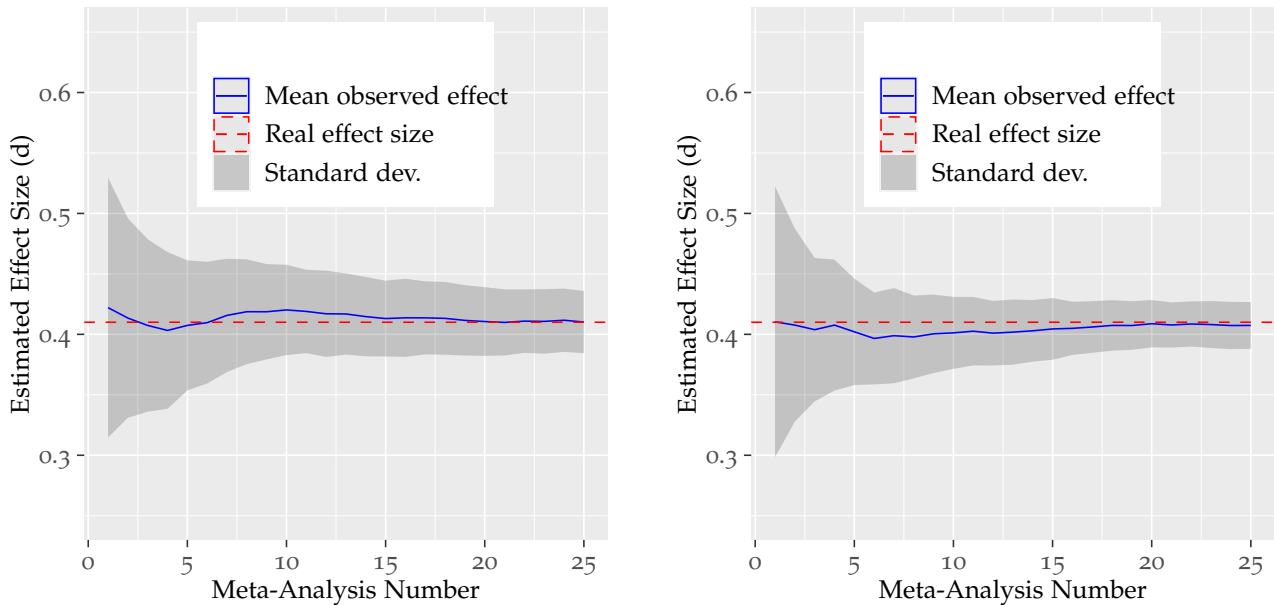 Mean observed effect
Real effect size
Standard dev.
0.6
0.5
0.4
0.3
Estimated Effect Size (d)
0 5 10 15 20 25
Meta-Analysis Number
Mean observed effect
Real effect size
Standard dev.
0.6
0.5
0.4
0.3
Estimated Effect Size (d)
0 5 10 15 20 25
Meta-Analysis Number